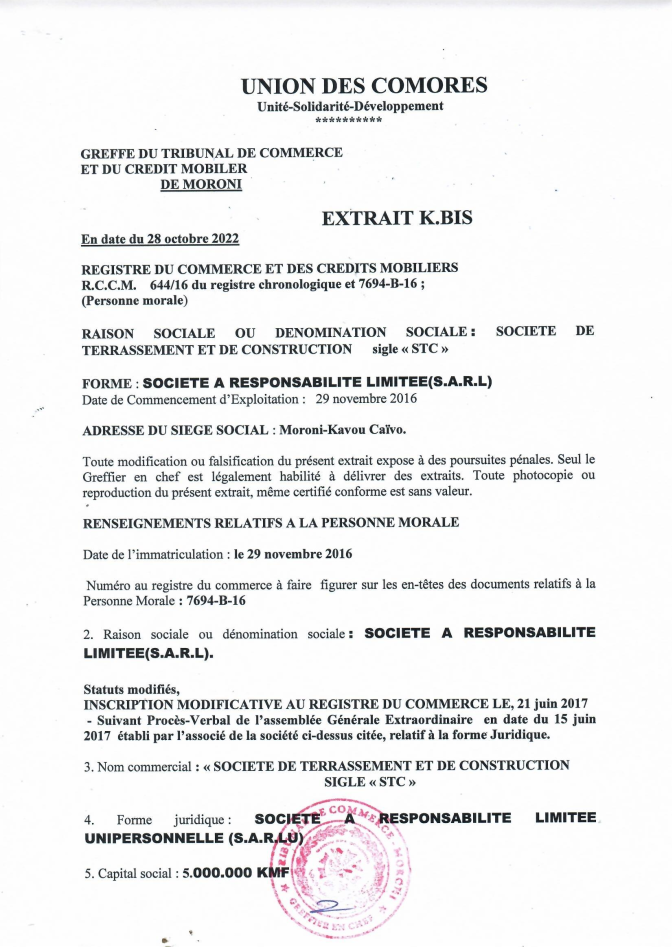 UNION DES COMORES
Unité-Solidarité-Développement
**********
GREFFE DU TRIBUNAL DE COMMERCE
ET DU CREDIT MOBILER
DE MORONI
EXTRAIT K.BIS
En date du 28 octobre 2022
REGISTRE DU COMMERCE ET DES CREDITS MOBILIERS
R.C.C.M. 644/16 du registre chronologique et 7694-B-16 ;
(Personne morale)
RAISON SOCIALE OU DENOMINATION SOCIALE : SOCIETE DE
TERRASSEMENT ET DE CONSTRUCTION sigle « STC »
FORME : SOCIETE A RESPONSABILITE LIMITEE(S.A.R.L)
Date de Commencement d'Exploitation : 29 novembre 2016
ADRESSE DU SIEGE SOCIAL : Moroni-Kavou Caïvo.
Toute modification ou falsification du présent extrait expose à des poursuites pénales. Seul le
Greffier en chef est légalement habilité à délivrer des extraits. Toute photocopie ou
reproduction du présent extrait, même certifié conforme est sans valeur.
RENSEIGNEMENTS RELATIFS A LA PERSONNE MORALE
Date de l'immatriculation : le 29 novembre 2016
Numéro au registre du commerce à faire figurer sur les en-têtes des documents relatifs à la
Personne Morale : 7694-B-16
2. Raison sociale ou dénomination sociale : SOCIETE A RESPONSABILITE
LIMITEE(S.A.R.L).
Statuts modifiés,
INSCRIPTION MODIFICATIVE AU REGISTRE DU COMMERCE LE, 21 juin 2017
- Suivant Procès-Verbal de l'assemblée Générale Extraordinaire en date du 15 juin
2017 établi par l'associé de la société ci-dessus citée, relatif à la forme Juridique.
3. Nom commercial : « SOCIETE DE TERRASSEMENT ET DE CONSTRUCTION
SIGLE « STC »
4. Forme juridique : SOCIETE A RESPONSABILITE LIMITEE
UNIPERSONNELLE (S.A.R.LU)
5. Capital social : 5.000.000 KMF
TRIBUNAL DE COMMERCE - MORONI
GREFFIER EN CHEF